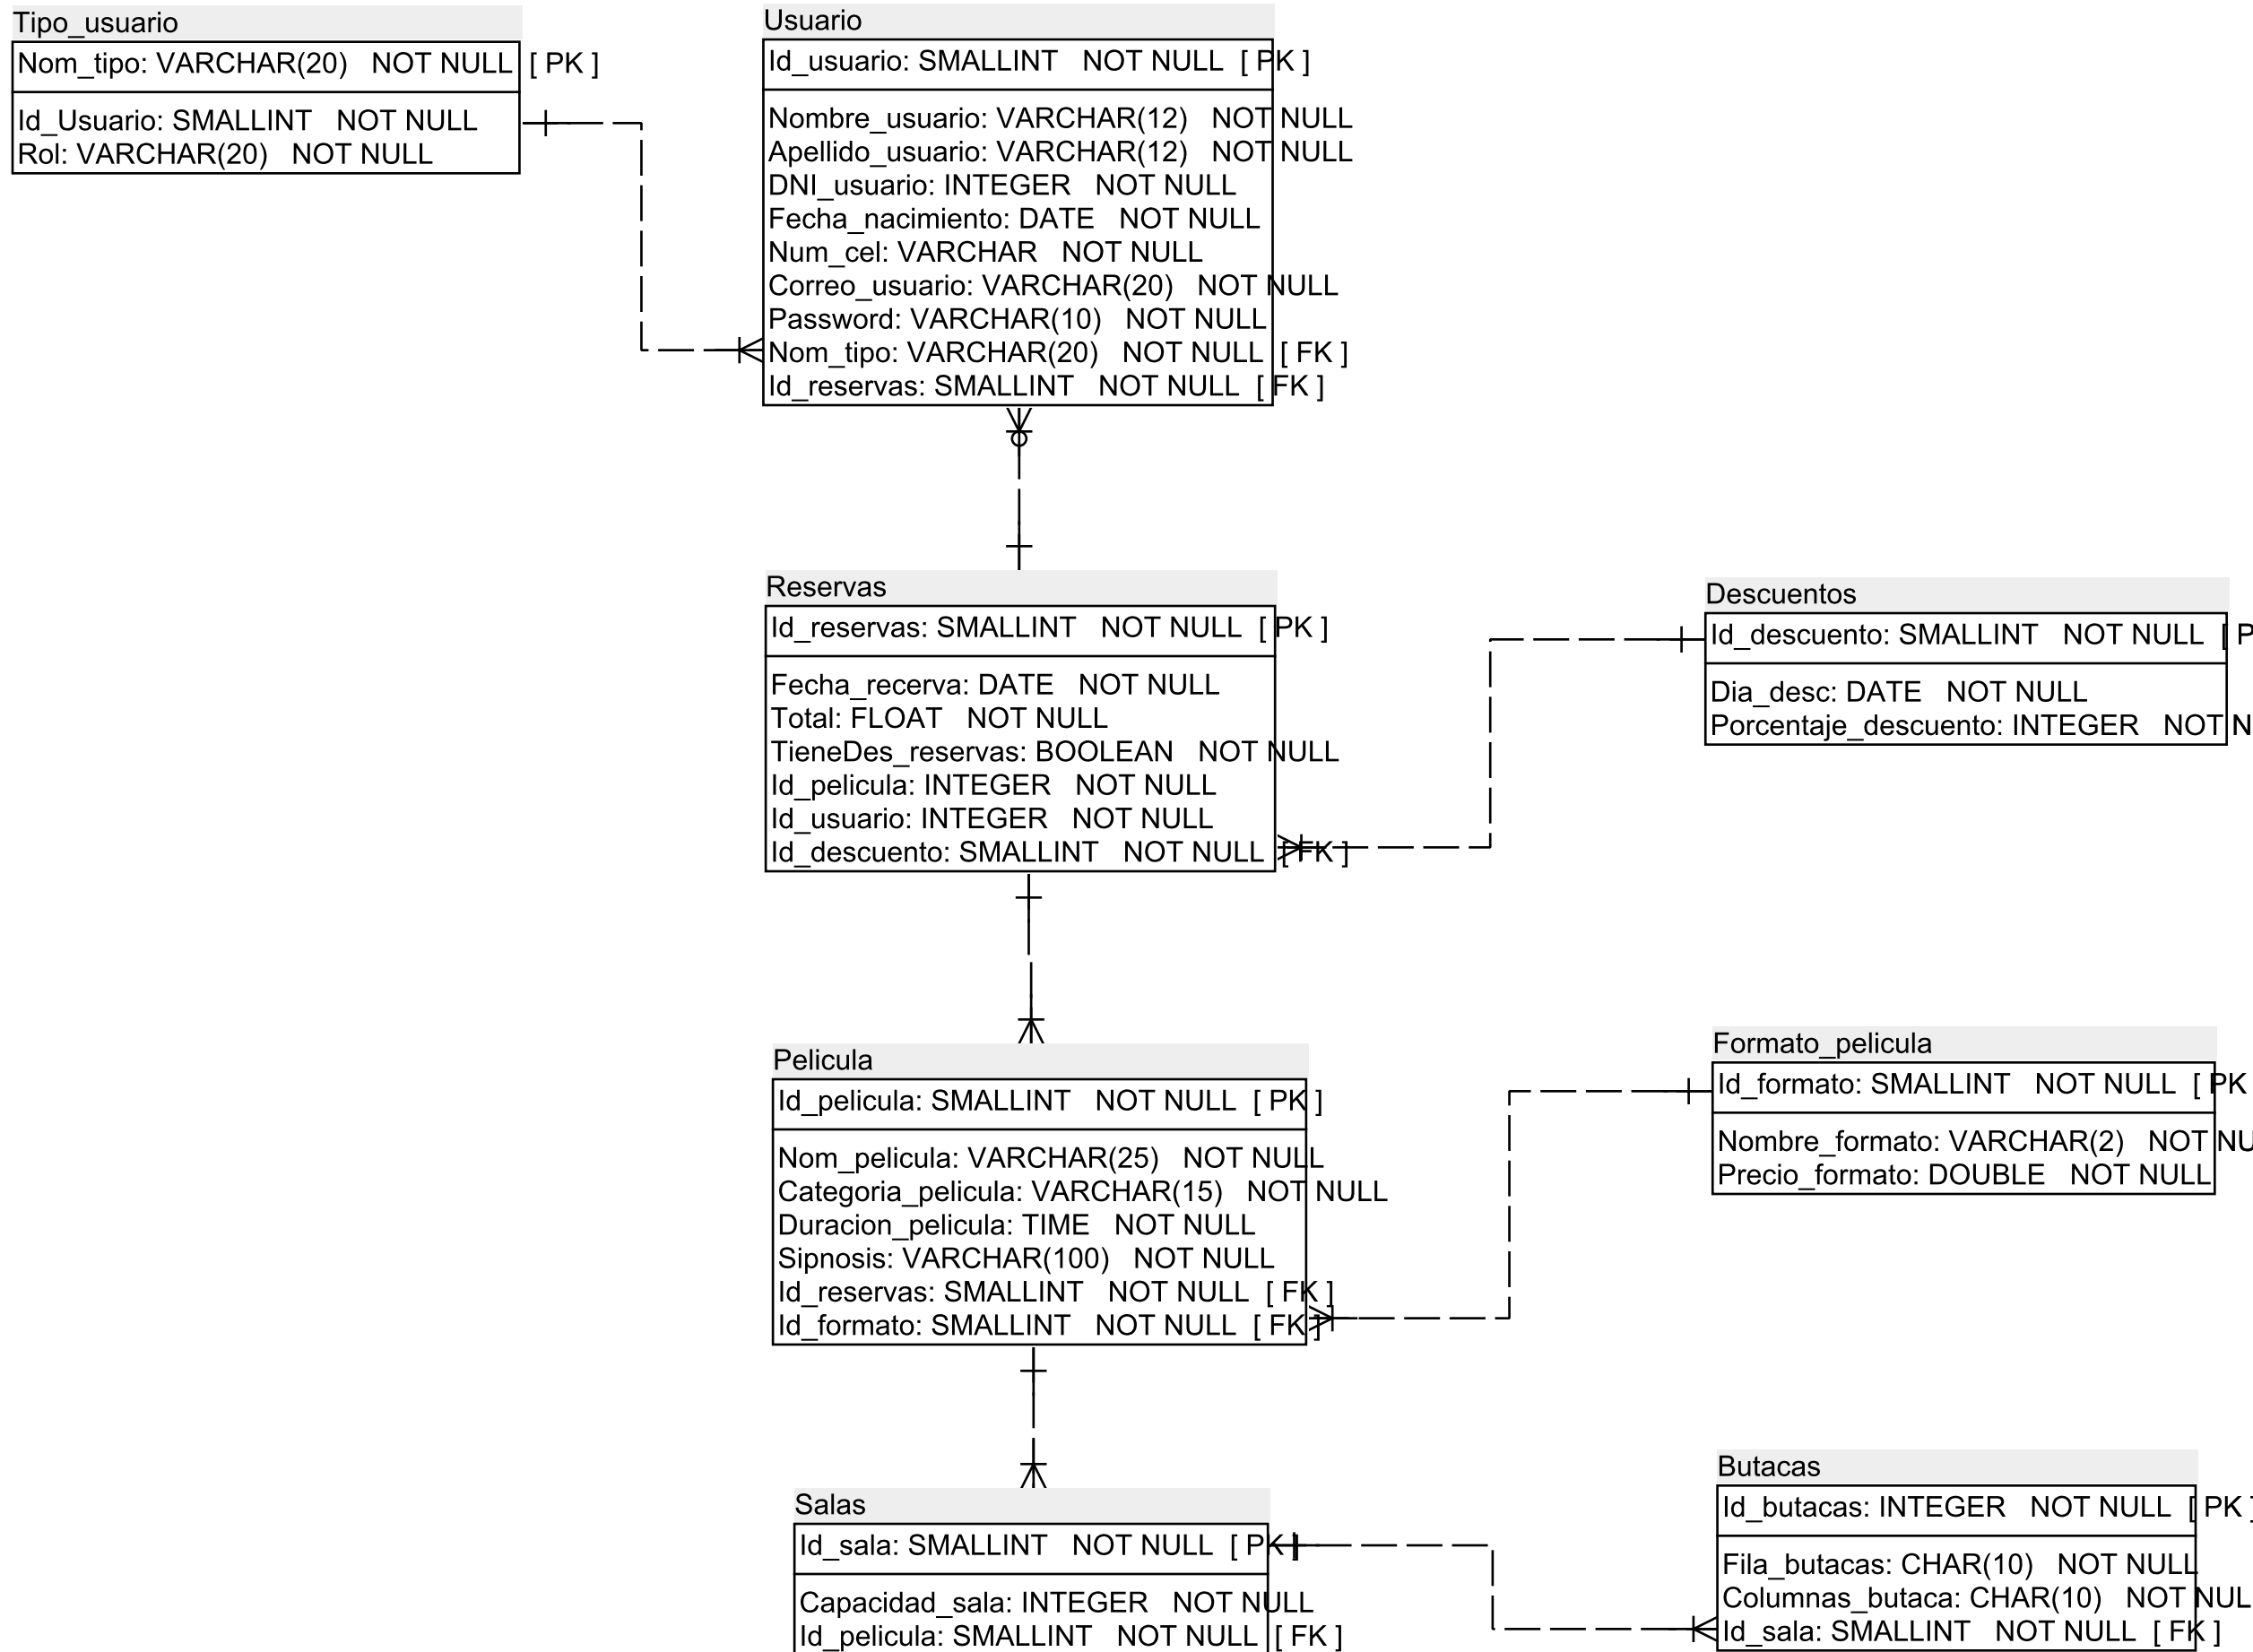 Tipo_usuario
Nom_tipo: VARCHAR(20) NOT NULL [ PK ]
Id_Usuario: SMALLINT NOT NULL
Rol: VARCHAR(20) NOT NULL
Usuario
Id_usuario: SMALLINT NOT NULL [ PK ]
Nombre_usuario: VARCHAR(12) NOT NULL
Apellido_usuario: VARCHAR(12) NOT NULL
DNI_usuario: INTEGER NOT NULL
Fecha_nacimiento: DATE NOT NULL
Num_cel: VARCHAR NOT NULL
Correo_usuario: VARCHAR(20) NOT NULL
Password: VARCHAR(10) NOT NULL
Nom_tipo: VARCHAR(20) NOT NULL [ FK ]
Id_reservas: SMALLINT NOT NULL [ FK ]
Reservas
Id_reservas: SMALLINT NOT NULL [ PK ]
Fecha_recerva: DATE NOT NULL
Total: FLOAT NOT NULL
TieneDes_reservas: BOOLEAN NOT NULL
Id_pelicula: INTEGER NOT NULL
Id_usuario: INTEGER NOT NULL
Id_descuento: SMALLINT NOT NULL [ FK ]
Descuentos
Id_descuento: SMALLINT NOT NULL [ P
Dia_desc: DATE NOT NULL
Porcentaje_descuento: INTEGER NOT N
Pelicula
Id_pelicula: SMALLINT NOT NULL [ PK ]
Nom_pelicula: VARCHAR(25) NOT NULL
Categoria_pelicula: VARCHAR(15) NOT NULL
Duracion_pelicula: TIME NOT NULL
Sipnosis: VARCHAR(100) NOT NULL
Id_reservas: SMALLINT NOT NULL [ FK ]
Id_formato: SMALLINT NOT NULL [ FK ]
Formato_pelicula
Id_formato: SMALLINT NOT NULL [ PK
Nombre_formato: VARCHAR(2) NOT NU
Precio_formato: DOUBLE NOT NULL
Salas
Id_sala: SMALLINT NOT NULL [ PK ]
Capacidad_sala: INTEGER NOT NULL
Id_pelicula: SMALLINT NOT NULL [ FK ]
Butacas
Id_butacas: INTEGER NOT NULL [ PK ]
Fila_butacas: CHAR(10) NOT NULL
Columnas_butaca: CHAR(10) NOT NUL
Id_sala: SMALLINT NOT NULL [ FK ]